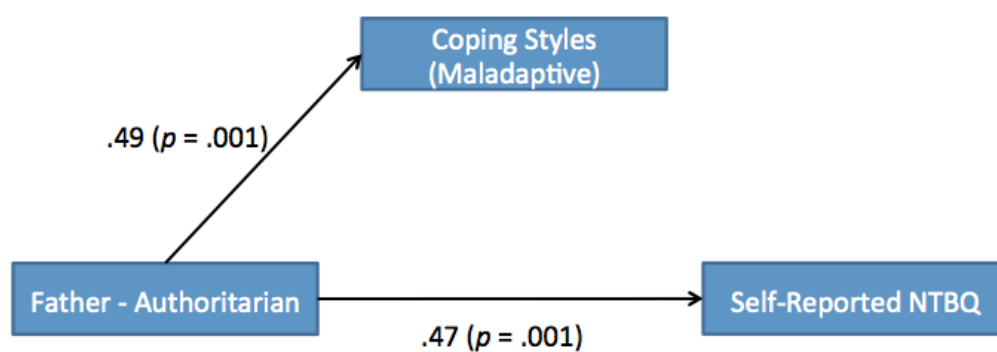 Coping Styles
(Maladaptive)
.49 (p = .001)
Father - Authoritarian
Self-Reported NTBQ
.47 (p = .001)